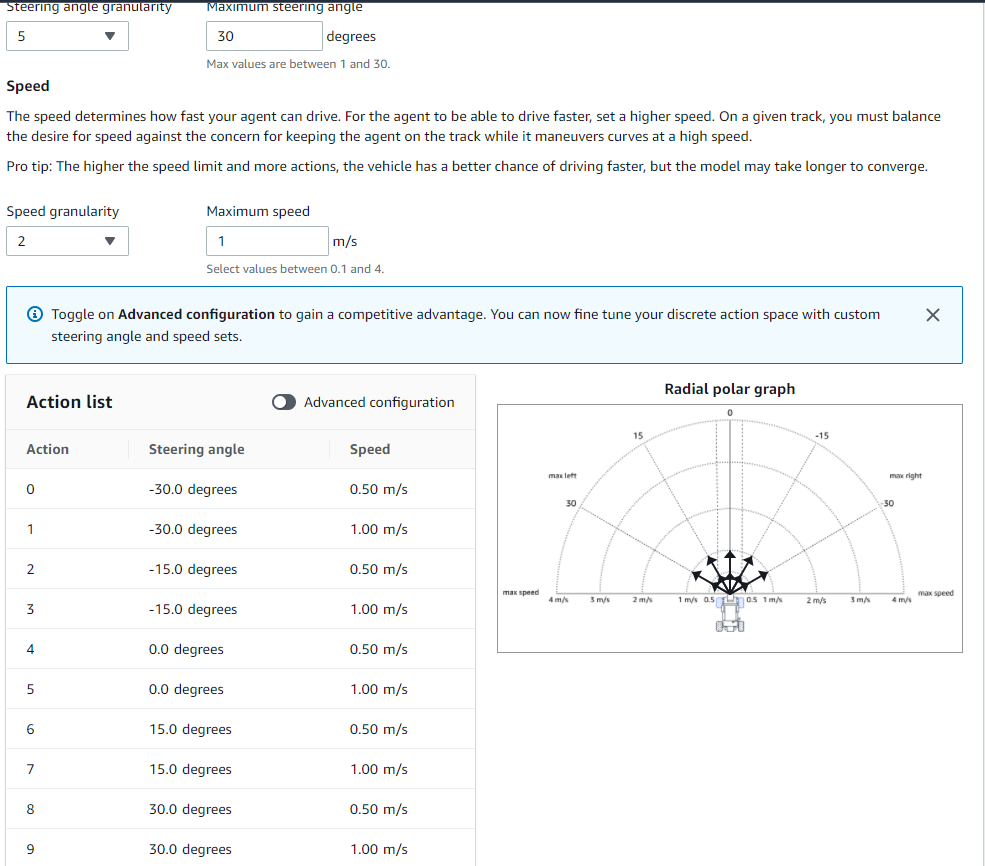 Steering angle granularity Maximum steering angle
5 30 degrees
Max values are between 1 and 30.
Speed
The speed determines how fast your agent can drive. For the agent to be able to drive faster, set a higher speed. On a given track, you must balance
the desire for speed against the concern for keeping the agent on the track while it maneuvers curves at a high speed.
Pro tip: The higher the speed limit and more actions, the vehicle has a better chance of driving faster, but the model may take longer to converge.
Speed granularity Maximum speed
2 1 m/s
Select values between 0.1 and 4.
Toggle on Advanced configuration to gain a competitive advantage. You can now fine tune your discrete action space with custom
steering angle and speed sets.
Action list Advanced configuration
Action Steering angle Speed
0 -30.0 degrees 0.50 m/s
1 -30.0 degrees 1.00 m/s
2 -15.0 degrees 0.50 m/s
3 -15.0 degrees 1.00 m/s
4 0.0 degrees 0.50 m/s
5 0.0 degrees 1.00 m/s
6 15.0 degrees 0.50 m/s
7 15.0 degrees 1.00 m/s
8 30.0 degrees 0.50 m/s
9 30.0 degrees 1.00 m/s
Radial polar graph
0
15 -15
max left max right
30 -30
max speed max speed
4 m/s 3 m/s 2 m/s 1 m/s 0.5 0.5 1 m/s 2 m/s 3 m/s 4 m/s